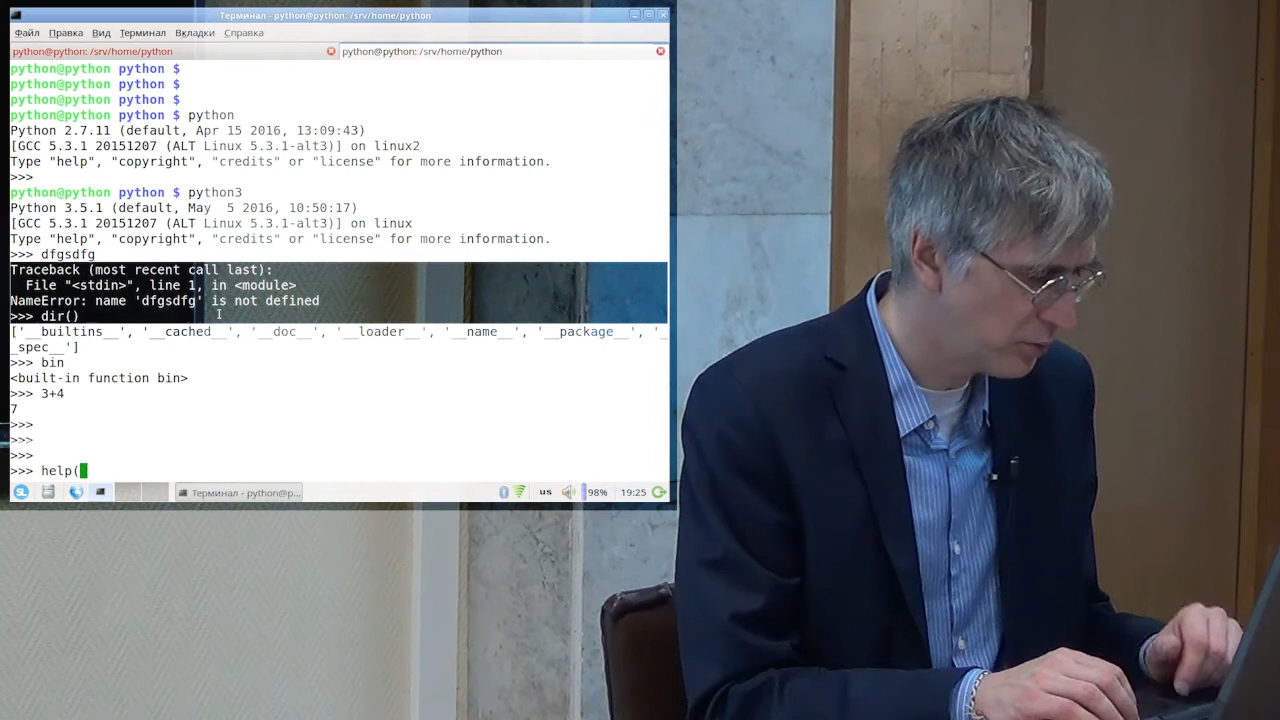 Терминал - python@python: /srv/home/python
Файл Правка Вид Терминал Вкладки Справка
python@python: /srv/home/python python@python: /srv/home/python
python@python python $
python@python python $
python@python python $
python@python python $ python
Python 2.7.11 (default, Apr 15 2016, 13:09:43)
[GCC 5.3.1 20151207 (ALT Linux 5.3.1-alt3)] on linux2
Type "help", "copyright", "credits" or "license" for more information.
>>>
python@python python $ python3
Python 3.5.1 (default, May  5 2016, 10:50:17)
[GCC 5.3.1 20151207 (ALT Linux 5.3.1-alt3)] on linux
Type "help", "copyright", "credits" or "license" for more information.
>>> dfgsdfg
Traceback (most recent call last):
  File "<stdin>", line 1, in <module>
NameError: name 'dfgsdfg' is not defined
>>> dir()
['__builtins__', '__cached__', '__doc__', '__loader__', '__name__', '__package__', '_
_spec__']
>>> bin
<built-in function bin>
>>> 3+4
7
>>>
>>>
>>>
>>> help(
Терминал - python@p... us 98% 19:25